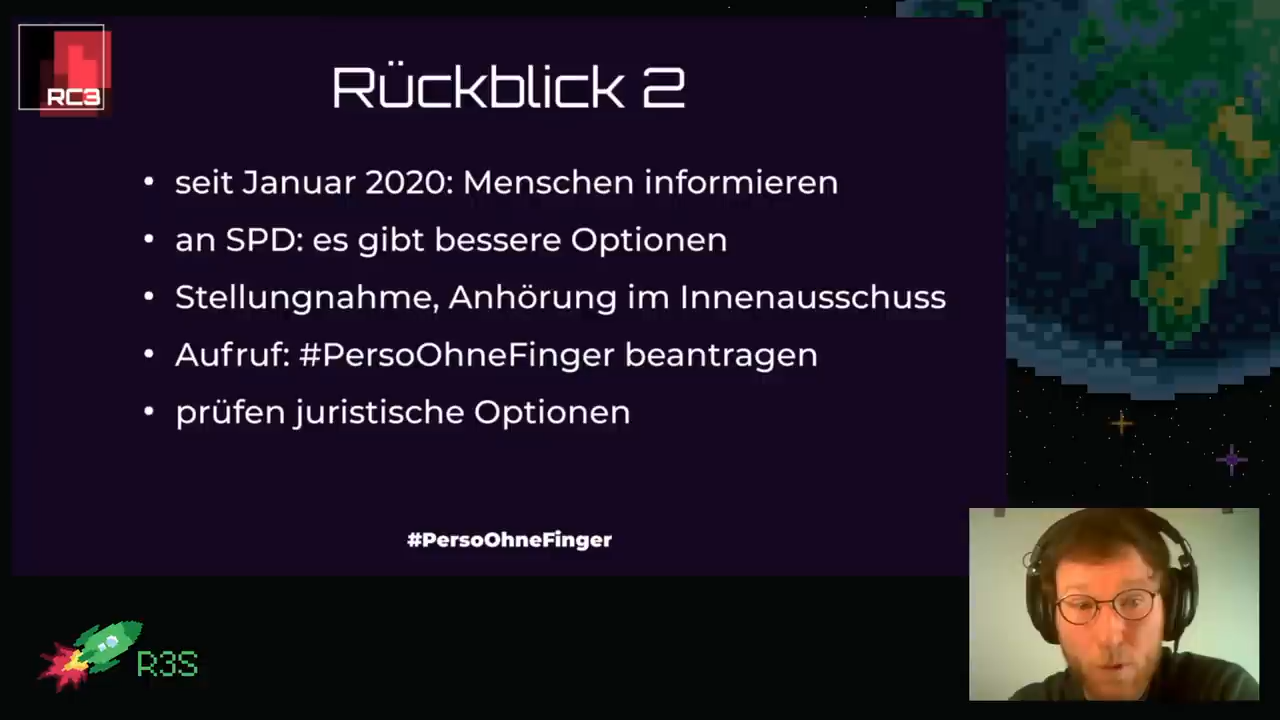 RC3
Rückblick 2
• seit Januar 2020: Menschen informieren
• an SPD: es gibt bessere Optionen
• Stellungnahme, Anhörung im Innenausschuss
• Aufruf: #PersoOhneFinger beantragen
• prüfen juristische Optionen
#PersoOhneFinger
R3S